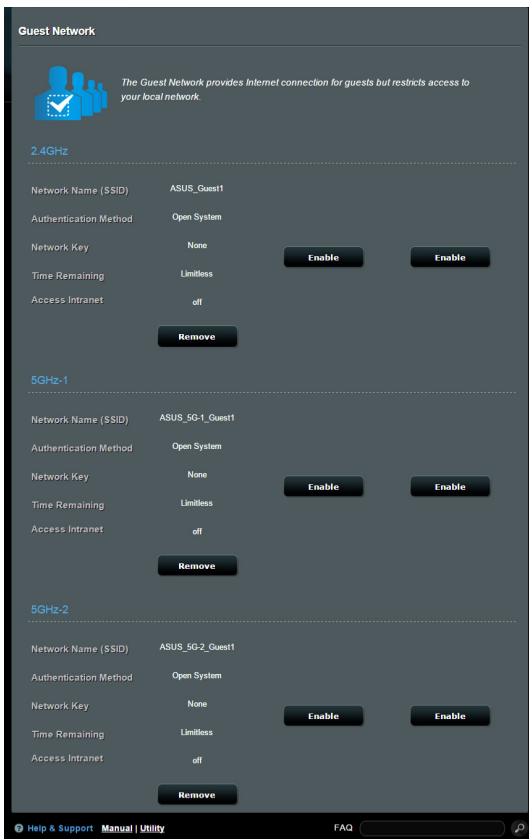 Guest Network
The Guest Network provides Internet connection for guests but restricts access to
your local network.
2.4GHz
Network Name (SSID) ASUS_Guest1
Authentication Method Open System
Network Key None
Enable Enable
Time Remaining Limitless
Access Intranet off
Remove
5GHz-1
Network Name (SSID) ASUS_5G-1_Guest1
Authentication Method Open System
Network Key None
Enable Enable
Time Remaining Limitless
Access Intranet off
Remove
5GHz-2
Network Name (SSID) ASUS_5G-2_Guest1
Authentication Method Open System
Network Key None
Enable Enable
Time Remaining Limitless
Access Intranet off
Remove
? Help & Support Manual | Utility FAQ